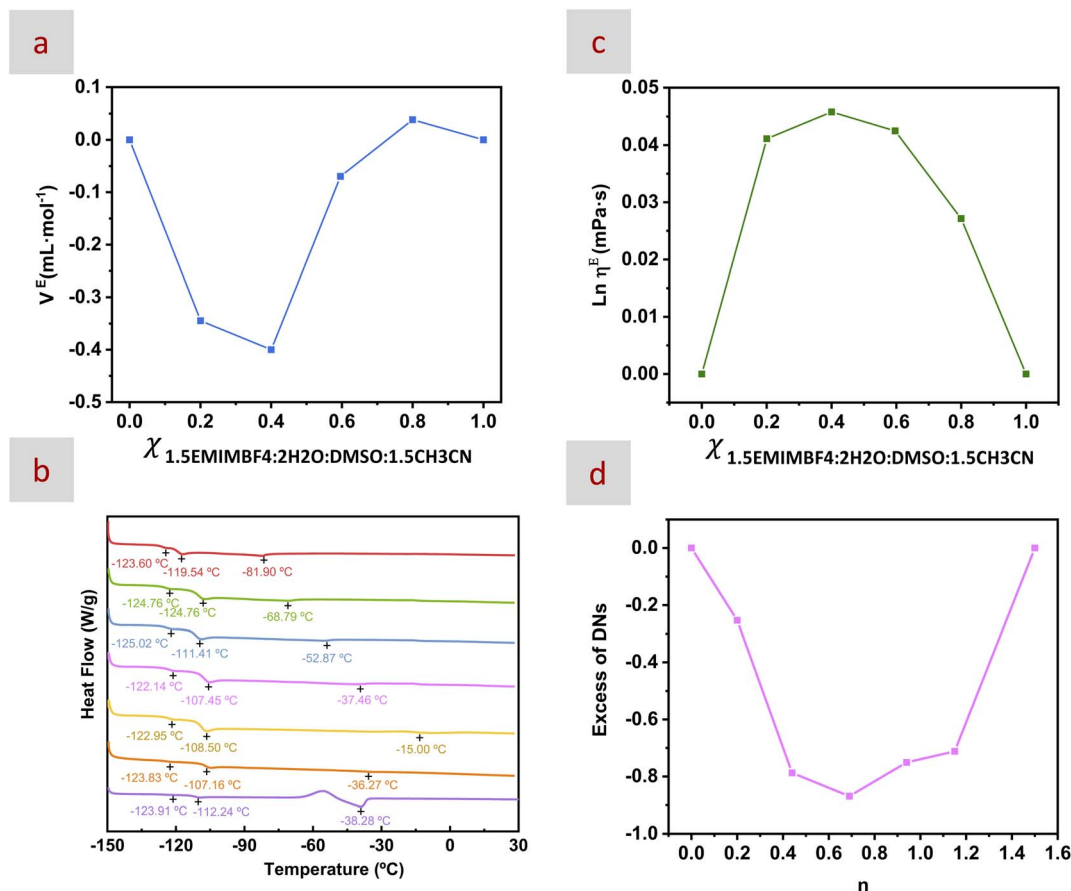 a
0.1
0.0
-0.1
-0.2
-0.3
-0.4
-0.5
V E(mL·mol-1)
0.0 0.2 0.4 0.6 0.8 1.0
χ 1.5EMIMBF4:2H2O:DMSO:1.5CH3CN
c
0.05
0.04
0.03
0.02
0.01
0.00
Ln ηE (mPa·s)
0.0 0.2 0.4 0.6 0.8 1.0
χ 1.5EMIMBF4:2H2O:DMSO:1.5CH3CN
b
Heat Flow (W/g)
-123.60 ºC -119.54 ºC -81.90 ºC
-124.76 ºC -124.76 ºC -68.79 ºC
-125.02 ºC -111.41 ºC -52.87 ºC
-122.14 ºC -107.45 ºC -37.46 ºC
-122.95 ºC -108.50 ºC -15.00 ºC
-123.83 ºC -107.16 ºC -36.27 ºC
-123.91 ºC -112.24 ºC -38.28 ºC
-150 -120 -90 -60 -30 0 30
Temperature (ºC)
d
0.0
-0.2
-0.4
-0.6
-0.8
-1.0
Excess of DNs
0.0 0.2 0.4 0.6 0.8 1.0 1.2 1.4 1.6
n